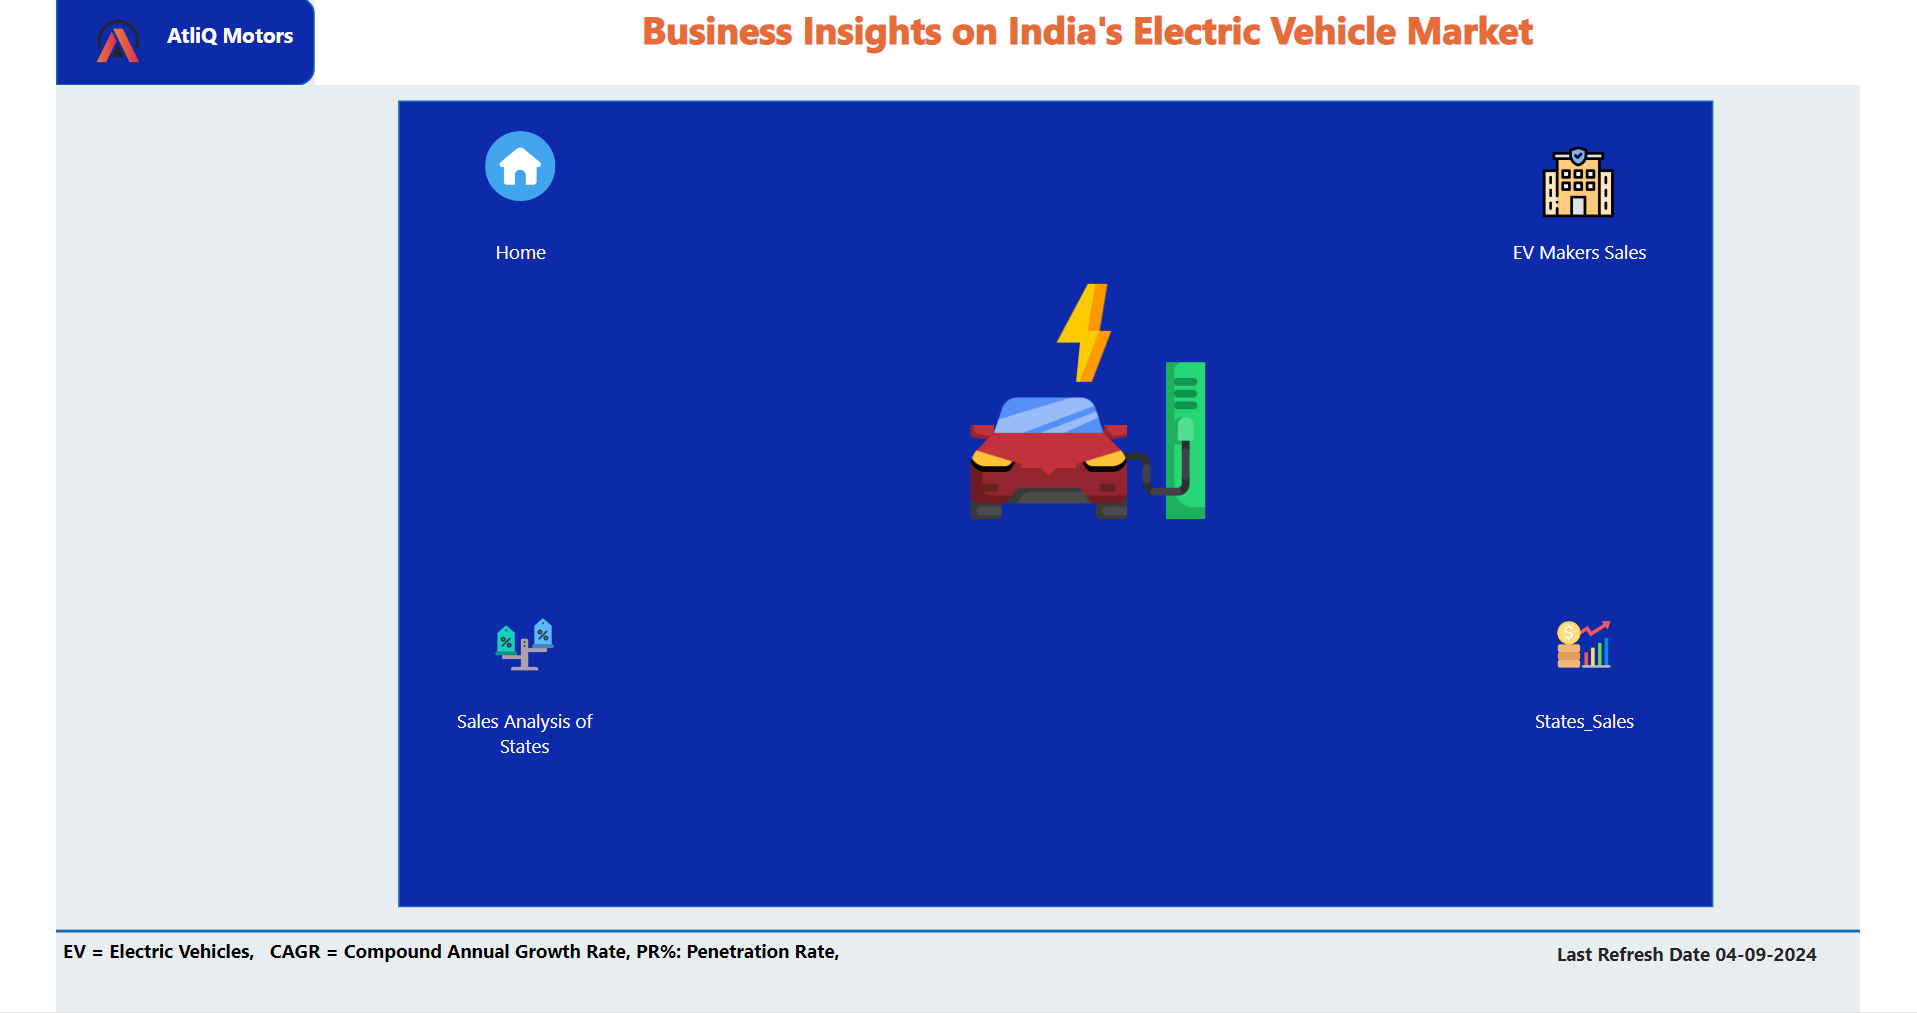 AtliQ Motors
Business Insights on India's Electric Vehicle Market
Home
EV Makers Sales
Sales Analysis of
States
States_Sales
EV = Electric Vehicles,   CAGR = Compound Annual Growth Rate, PR%: Penetration Rate,
Last Refresh Date 04-09-2024